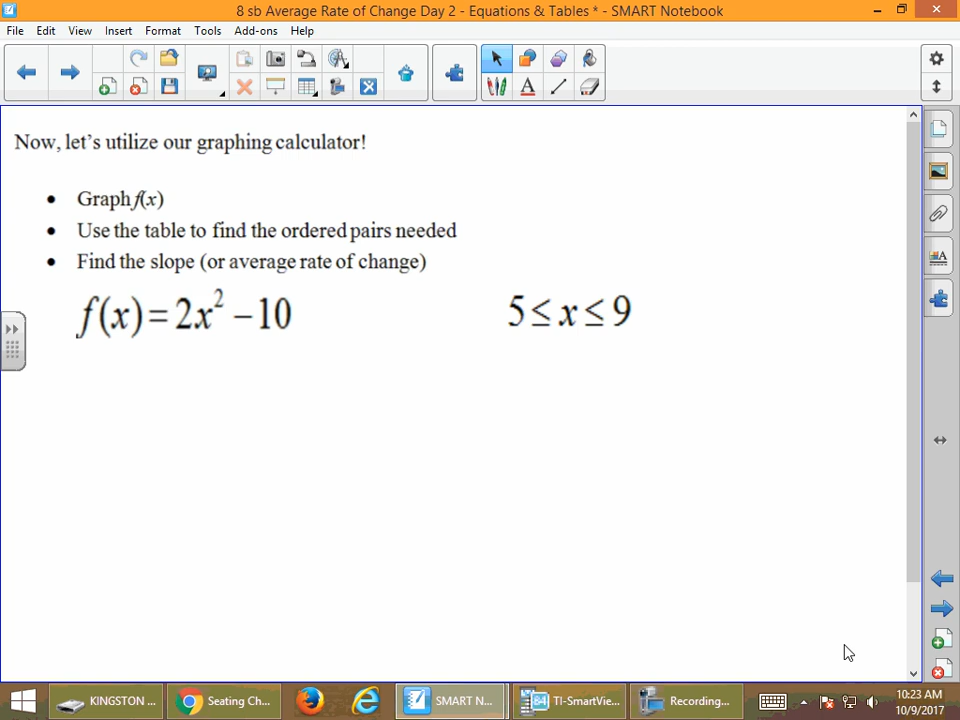 8 sb Average Rate of Change Day 2 - Equations & Tables * - SMART Notebook
File Edit View Insert Format Tools Add-ons Help
Now, let's utilize our graphing calculator!
• Graph f(x)
• Use the table to find the ordered pairs needed
• Find the slope (or average rate of change)
f(x) = 2x² − 10 5 ≤ x ≤ 9
KINGSTON ... Seating Ch... SMART N... TI-SmartVie... Recording... 10:23 AM
10/9/2017